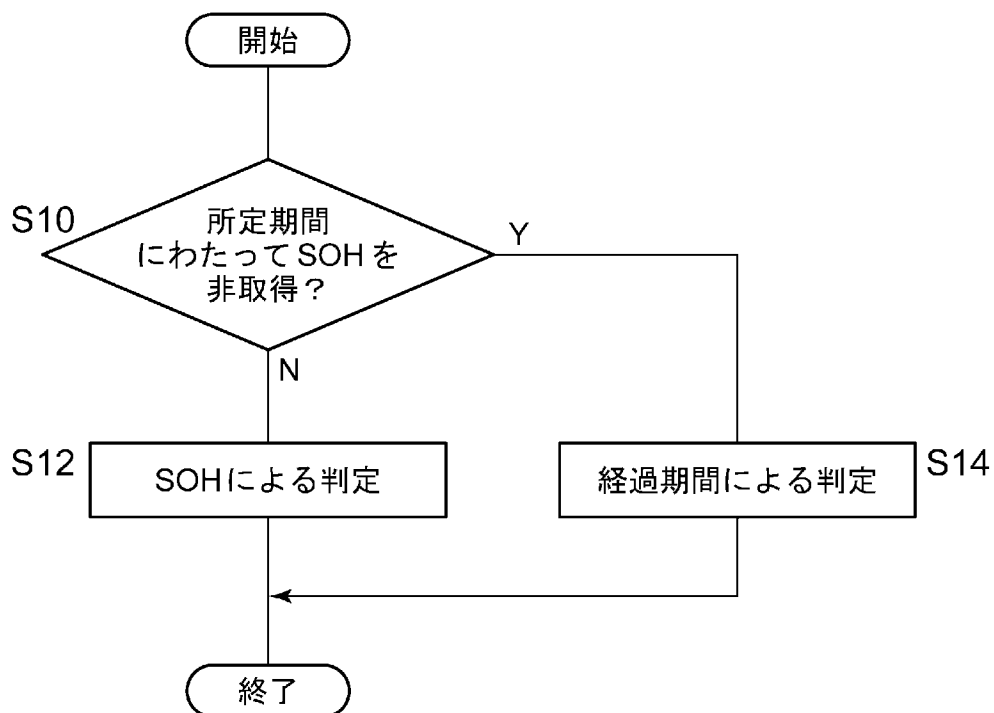 開始
S10
所定期間
にわたってSOHを
非取得？
Y
N
S12
SOHによる判定
経過期間による判定
S14
終了